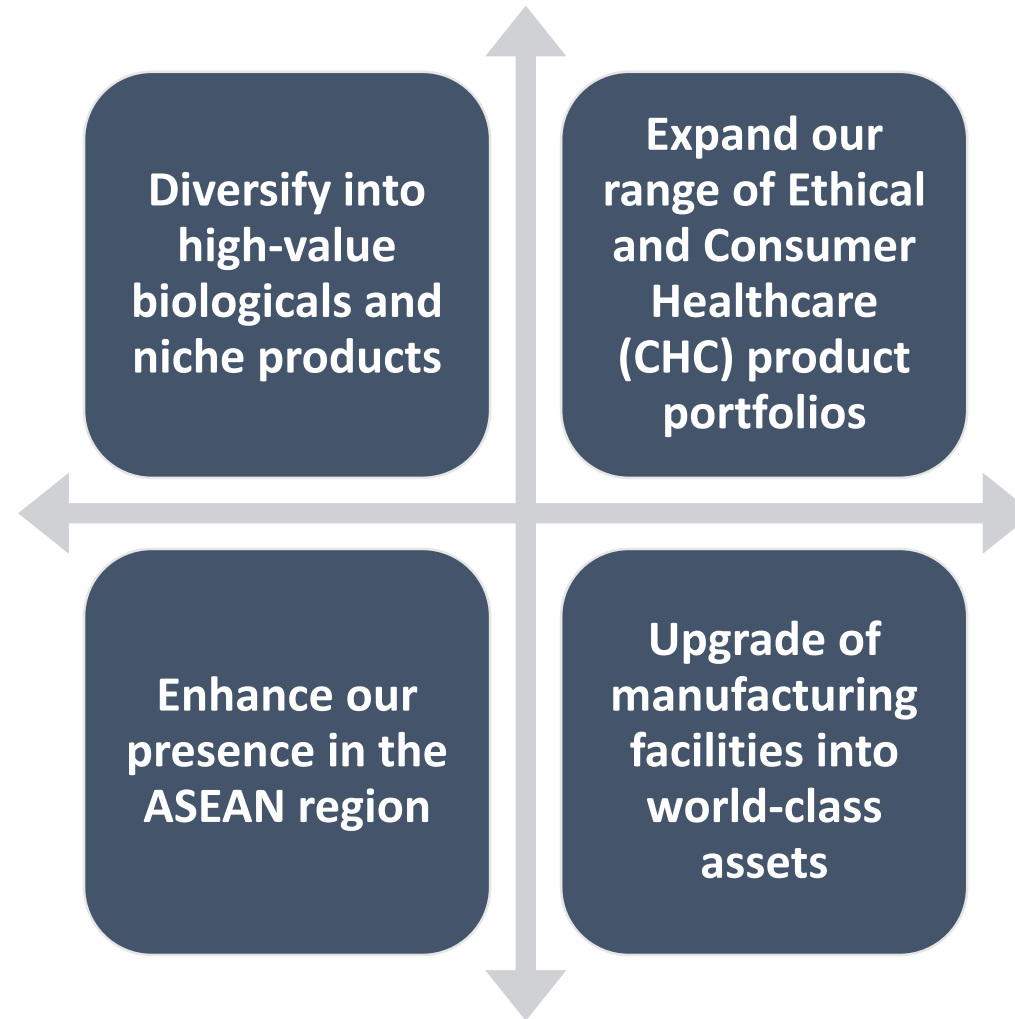 Diversify into
high-value
biologicals and
niche products
Expand our
range of Ethical
and Consumer
Healthcare
(CHC) product
portfolios
Enhance our
presence in the
ASEAN region
Upgrade of
manufacturing
facilities into
world-class
assets